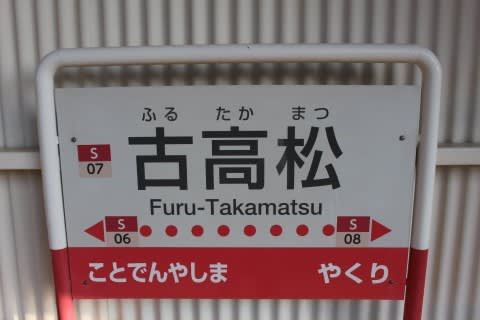 ふる たか まつ
S
07
古高松
Furu-Takamatsu
S
06
S
08
ことでんやしま やくり